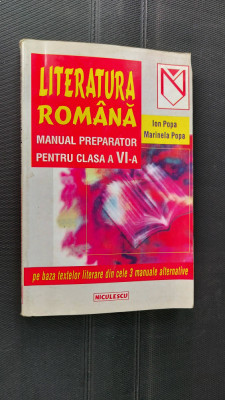 LITERATURA
ROMÂNĂ
Ion Popa
Marinela Popa
MANUAL PREPARATOR
PENTRU CLASA A VI-A
pe baza textelor literare din cele 3 manuale alternative
NICULESCU